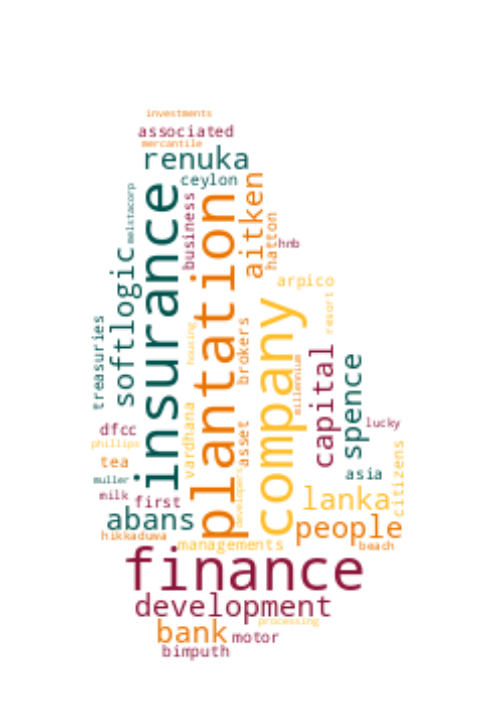 investments
associated
mercantile
renuka
ceylon
melstacorp
insurance
business
plantation
aitken
hatton
hnb
softlogic
arpico
resort
treasuries
housing
brokers
company
millennium
capital
spence
vardhana
asset
lucky
dfcc
phillips
tea
muller
milk
first
developers
asia
citizens
lanka
abans
hikkaduwa
managements
people
beach
finance
development
processing
bank
motor
bimputh